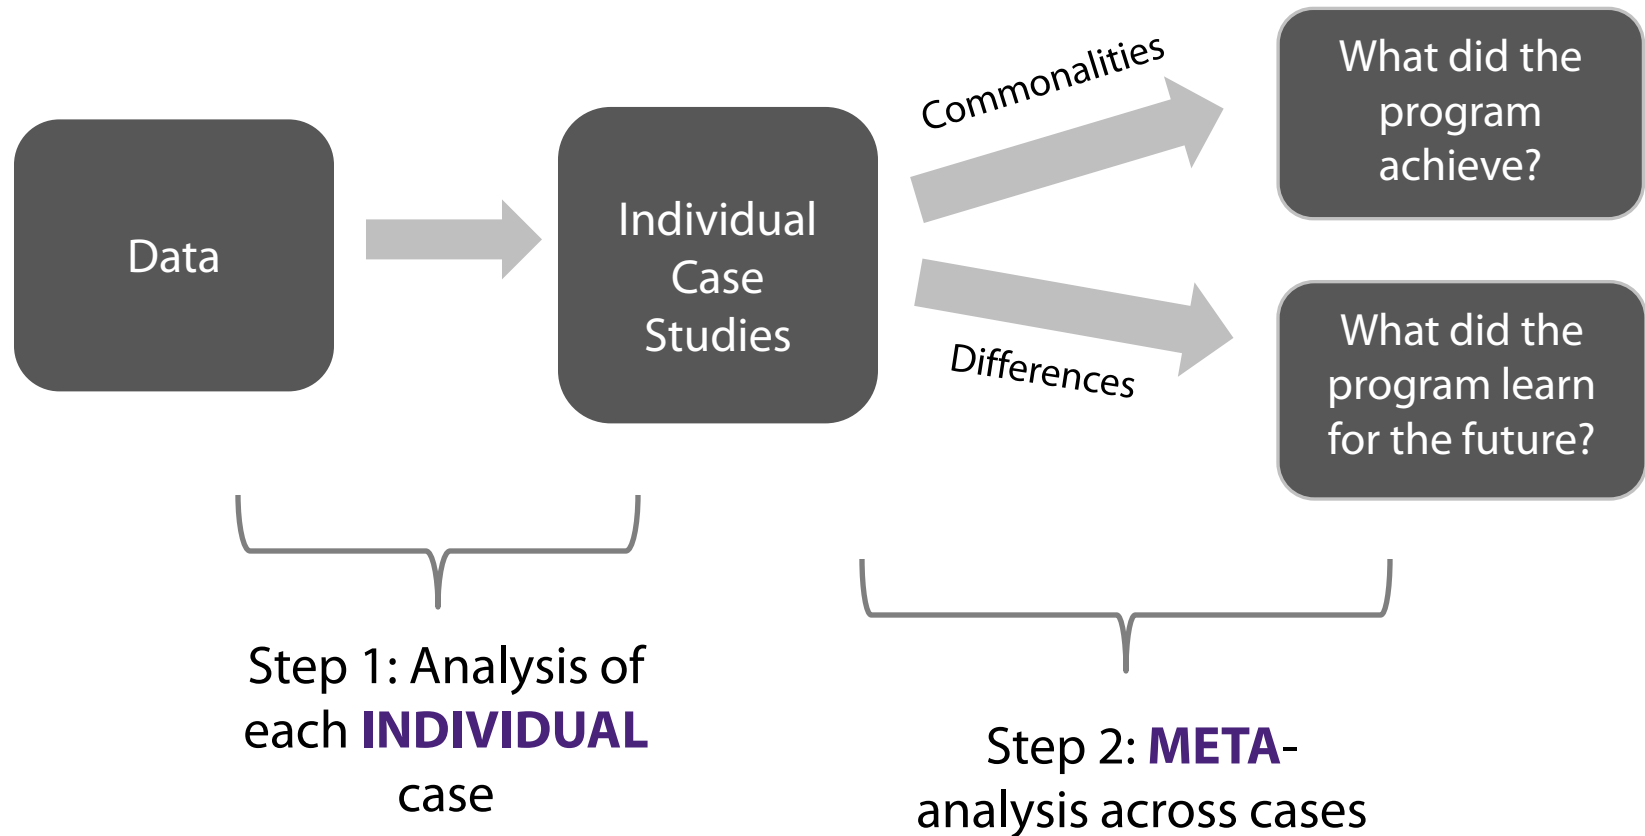 Data
Individual
Case
Studies
Commonalities
Differences
What did the
program
achieve?
What did the
program learn
for the future?
Step 1: Analysis of
each INDIVIDUAL
case
Step 2: META-
analysis across cases